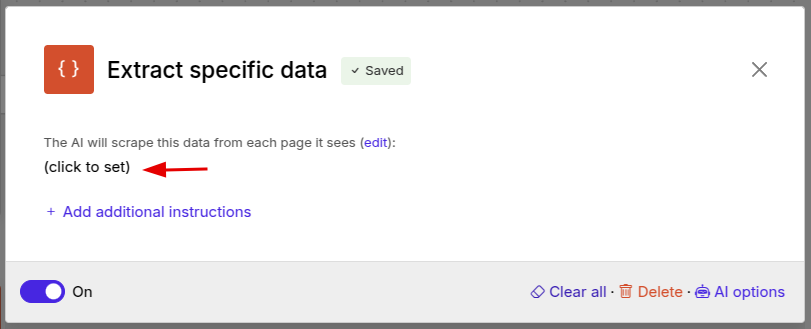 { } Extract specific data ✓ Saved
The AI will scrape this data from each page it sees (edit):
(click to set)
+ Add additional instructions
On Clear all · Delete · AI options